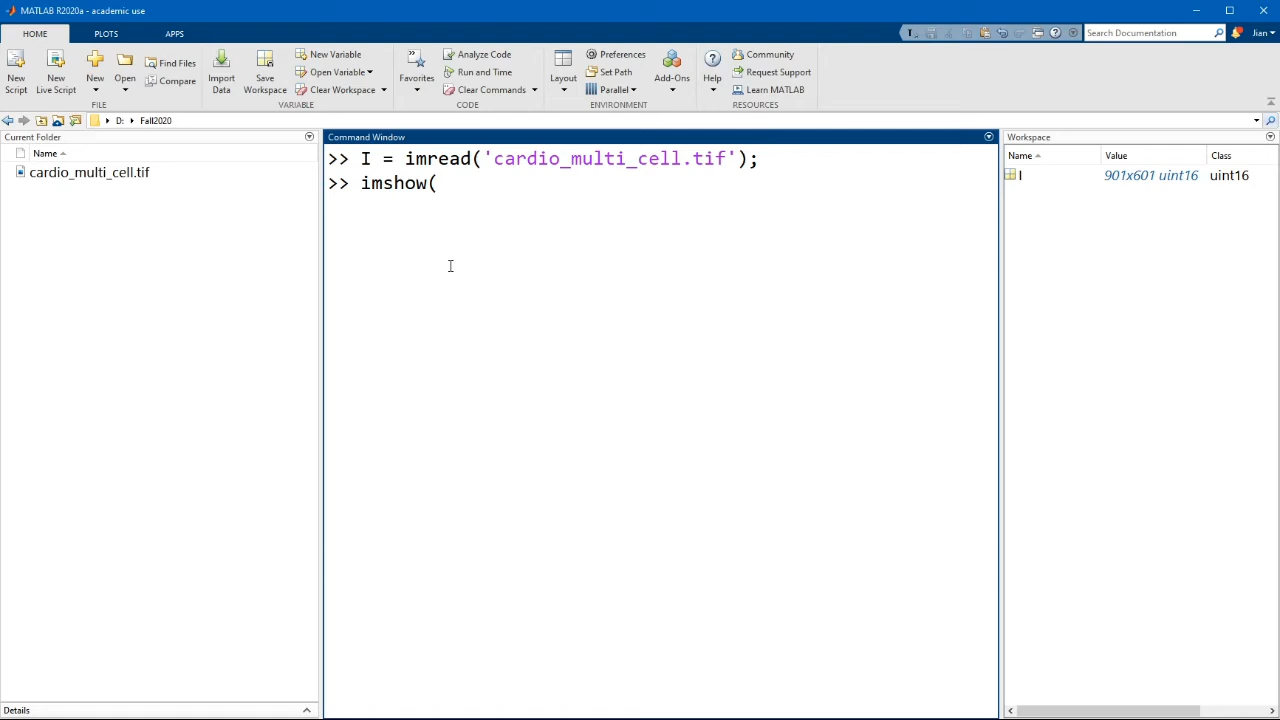 MATLAB R2020a - academic use
HOME PLOTS APPS
Search Documentation
Jian
New Script
New Live Script
New
Open
Find Files
Compare
FILE
Import Data
Save Workspace
New Variable
Open Variable
Clear Workspace
VARIABLE
Favorites
Analyze Code
Run and Time
Clear Commands
CODE
Layout
Preferences
Set Path
Parallel
Add-Ons
ENVIRONMENT
Help
Community
Request Support
Learn MATLAB
RESOURCES
D: Fall2020
Current Folder
Name
cardio_multi_cell.tif
Details
Command Window
>> I = imread('cardio_multi_cell.tif');
>> imshow(
Workspace
Name Value Class
I 901x601 uint16 uint16